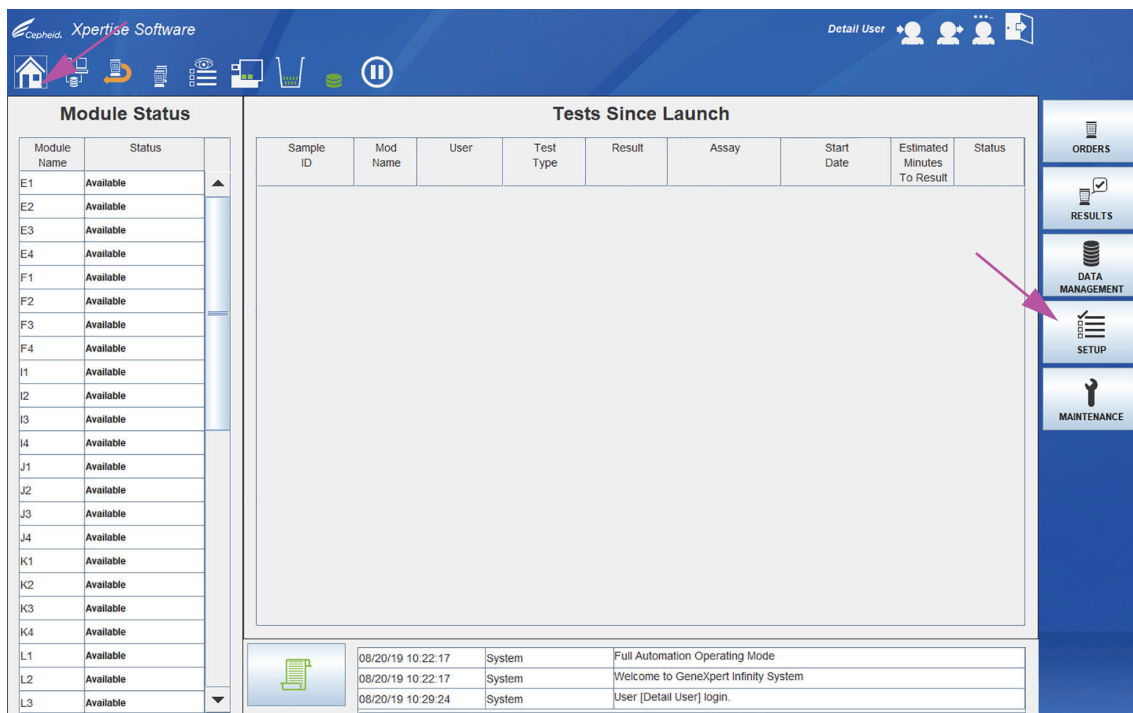 Cepheid. Xpertise Software
Detail User
Module Status
Module Name Status
E1 Available
E2 Available
E3 Available
E4 Available
F1 Available
F2 Available
F3 Available
F4 Available
I1 Available
I2 Available
I3 Available
I4 Available
J1 Available
J2 Available
J3 Available
J4 Available
K1 Available
K2 Available
K3 Available
K4 Available
L1 Available
L2 Available
L3 Available
Tests Since Launch
Sample ID Mod Name User Test Type Result Assay Start Date Estimated Minutes To Result Status
08/20/19 10:22:17 System Full Automation Operating Mode
08/20/19 10:22:17 System Welcome to GeneXpert Infinity System
08/20/19 10:29:24 System User [Detail User] login.
ORDERS
RESULTS
DATA
MANAGEMENT
SETUP
MAINTENANCE